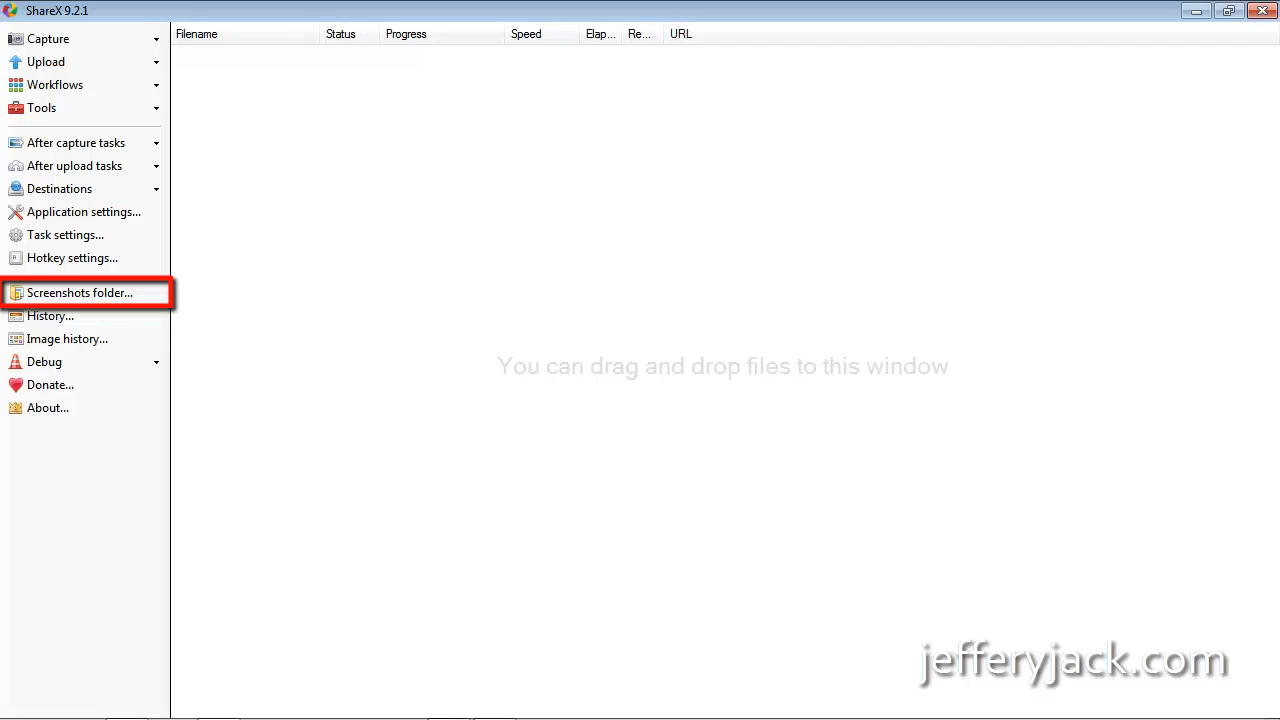 ShareX 9.2.1
Capture
Upload
Workflows
Tools
After capture tasks
After upload tasks
Destinations
Application settings...
Task settings...
Hotkey settings...
Screenshots folder...
History...
Image history...
Debug
Donate...
About...
Filename Status Progress Speed Elap... Re... URL
You can drag and drop files to this window
jefferyjack.com